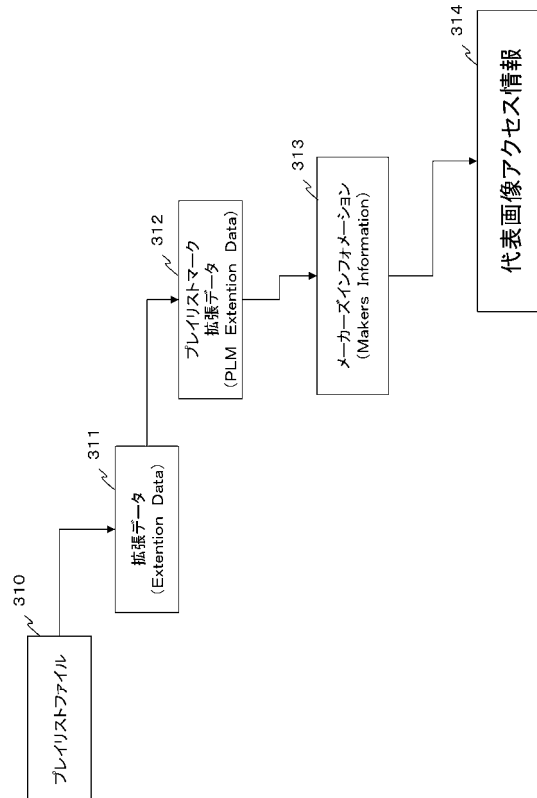 310
プレイリストファイル
311
拡張データ
(Extention Data)
312
プレイリストマーク
拡張データ
(PLM Extention Data)
313
メーカーズインフォメーション
(Makers Information)
314
代表画像アクセス情報